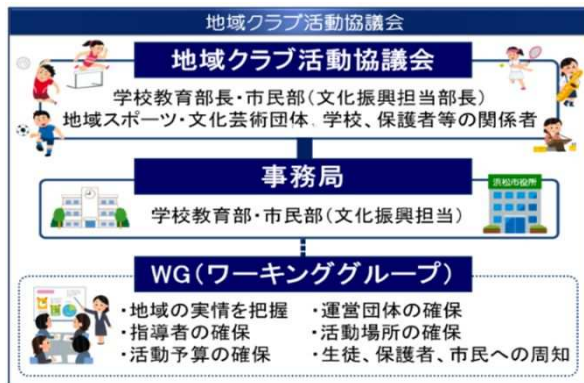 地域クラブ活動協議会
地域クラブ活動協議会
学校教育部長・市民部(文化振興担当部長)
地域スポーツ・文化芸術団体、学校、保護者等の関係者
事務局
浜松市役所
学校教育部・市民部(文化振興担当)
WG(ワーキンググループ)
・地域の実情を把握 ・運営団体の確保
・指導者の確保 ・活動場所の確保
・活動予算の確保 ・生徒、保護者、市民への周知